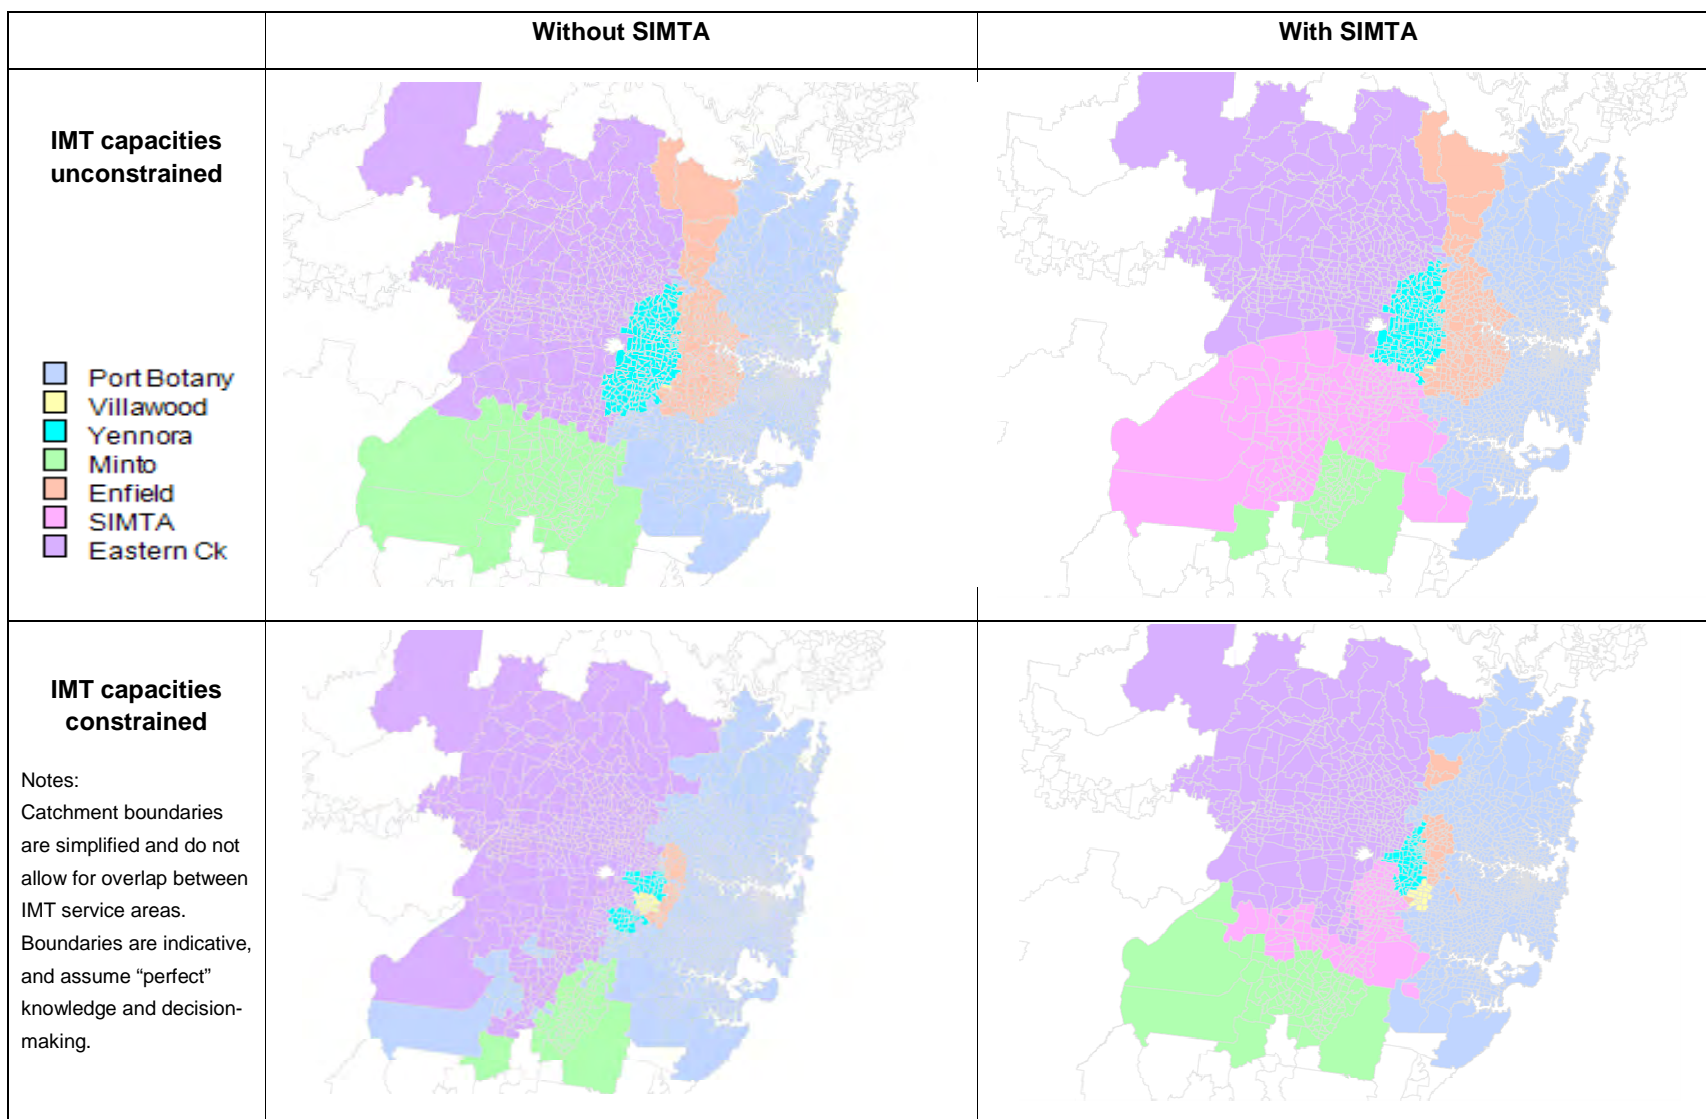 Without SIMTA
With SIMTA
IMT capacities
unconstrained
Port Botany
Villawood
Yennora
Minto
Enfield
SIMTA
Eastern Ck
IMT capacities
constrained
Notes:
Catchment boundaries
are simplified and do not
allow for overlap between
IMT service areas.
Boundaries are indicative,
and assume “perfect”
knowledge and decision-
making.